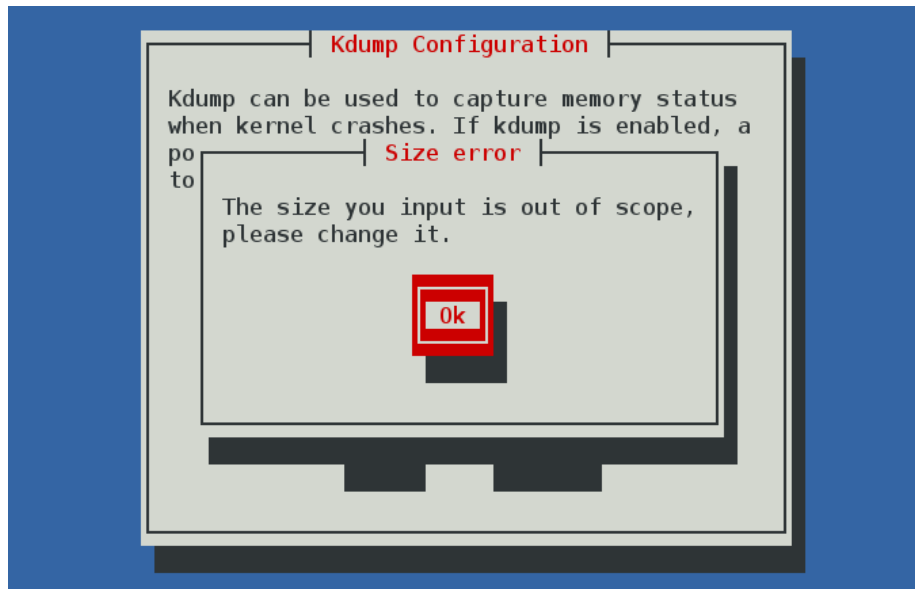 Kdump Configuration
Kdump can be used to capture memory status
when kernel crashes. If kdump is enabled, a
po
to
Size error
The size you input is out of scope,
please change it.
Ok